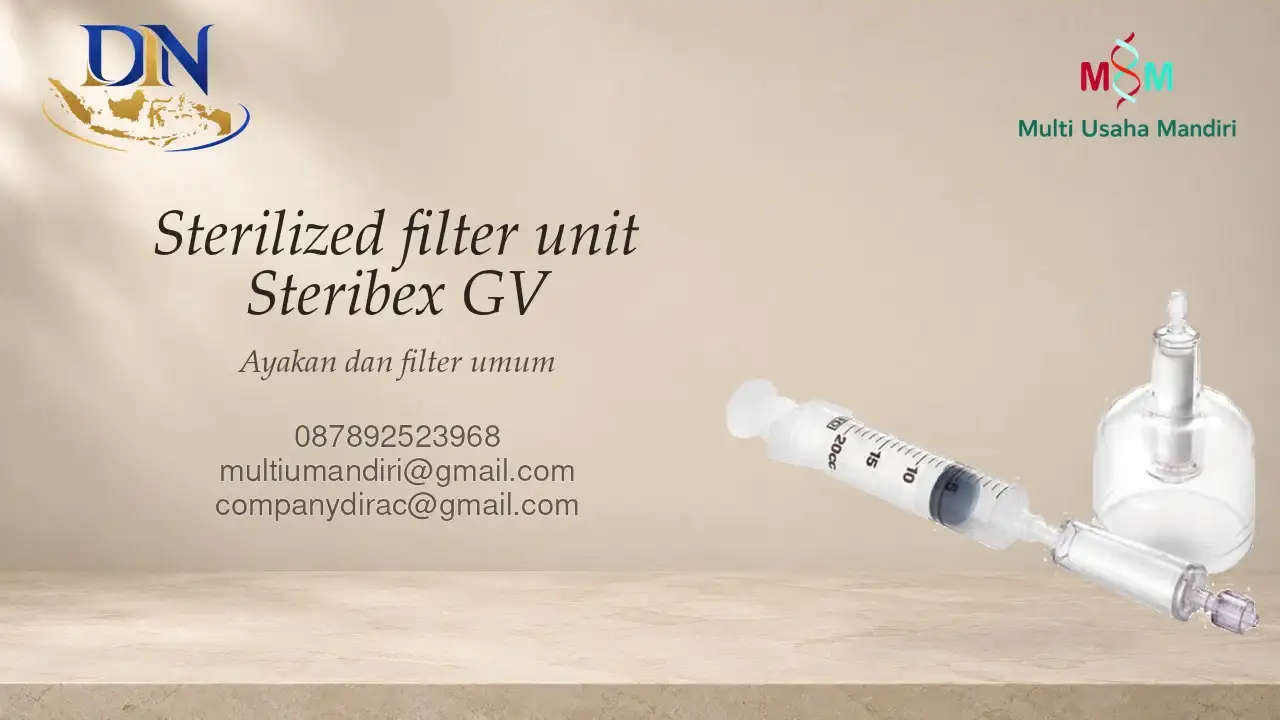 DIN
M M
Multi Usaha Mandiri
Sterilized filter unit
Steribex GV
Ayakan dan filter umum
087892523968
multiumandiri@gmail.com
companydirac@gmail.com
20cc
15
10
5